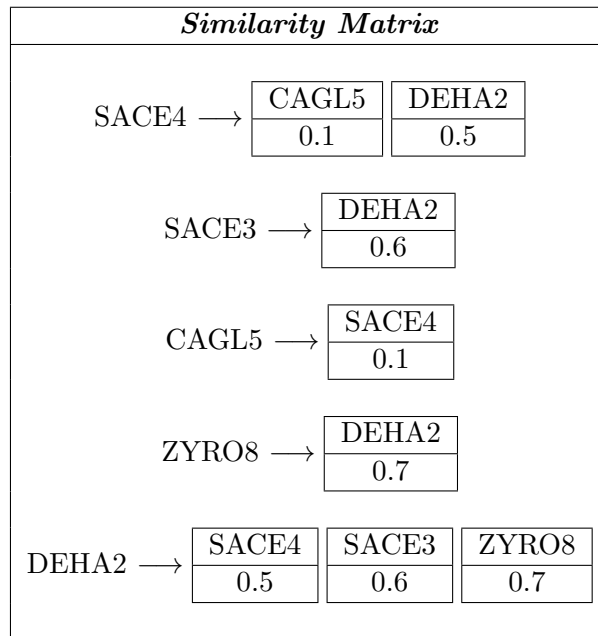 Similarity Matrix
CAGL5 DEHA2
SACE4 ⟶
0.1 0.5
DEHA2
SACE3 ⟶
0.6
SACE4
CAGL5 ⟶
0.1
DEHA2
ZYRO8 ⟶
0.7
SACE4 SACE3 ZYRO8
DEHA2 ⟶
0.5 0.6 0.7